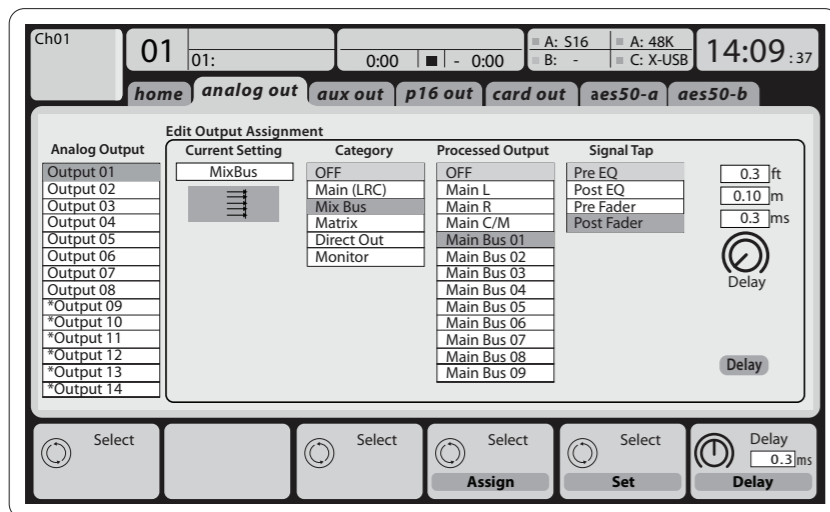 Ch01
01
01:
0:00 - 0:00
A: S16
A: 48K
B: -
C: X-USB
14:09 :37
home
analog out
aux out
p16 out
card out
aes50-a
aes50-b
Edit Output Assignment
Analog Output
Current Setting
Category
Processed Output
Signal Tap
Output 01
Output 02
Output 03
Output 04
Output 05
Output 06
Output 07
Output 08
*Output 09
*Output 10
*Output 11
*Output 12
*Output 13
*Output 14
MixBus
OFF
Main (LRC)
Mix Bus
Matrix
Direct Out
Monitor
OFF
Main L
Main R
Main C/M
Main Bus 01
Main Bus 02
Main Bus 03
Main Bus 04
Main Bus 05
Main Bus 06
Main Bus 07
Main Bus 08
Main Bus 09
Pre EQ
Post EQ
Pre Fader
Post Fader
0.3 ft
0.10 m
0.3 ms
Delay
Delay
Select
Select
Select
Assign
Select
Set
Delay
0.3 ms
Delay